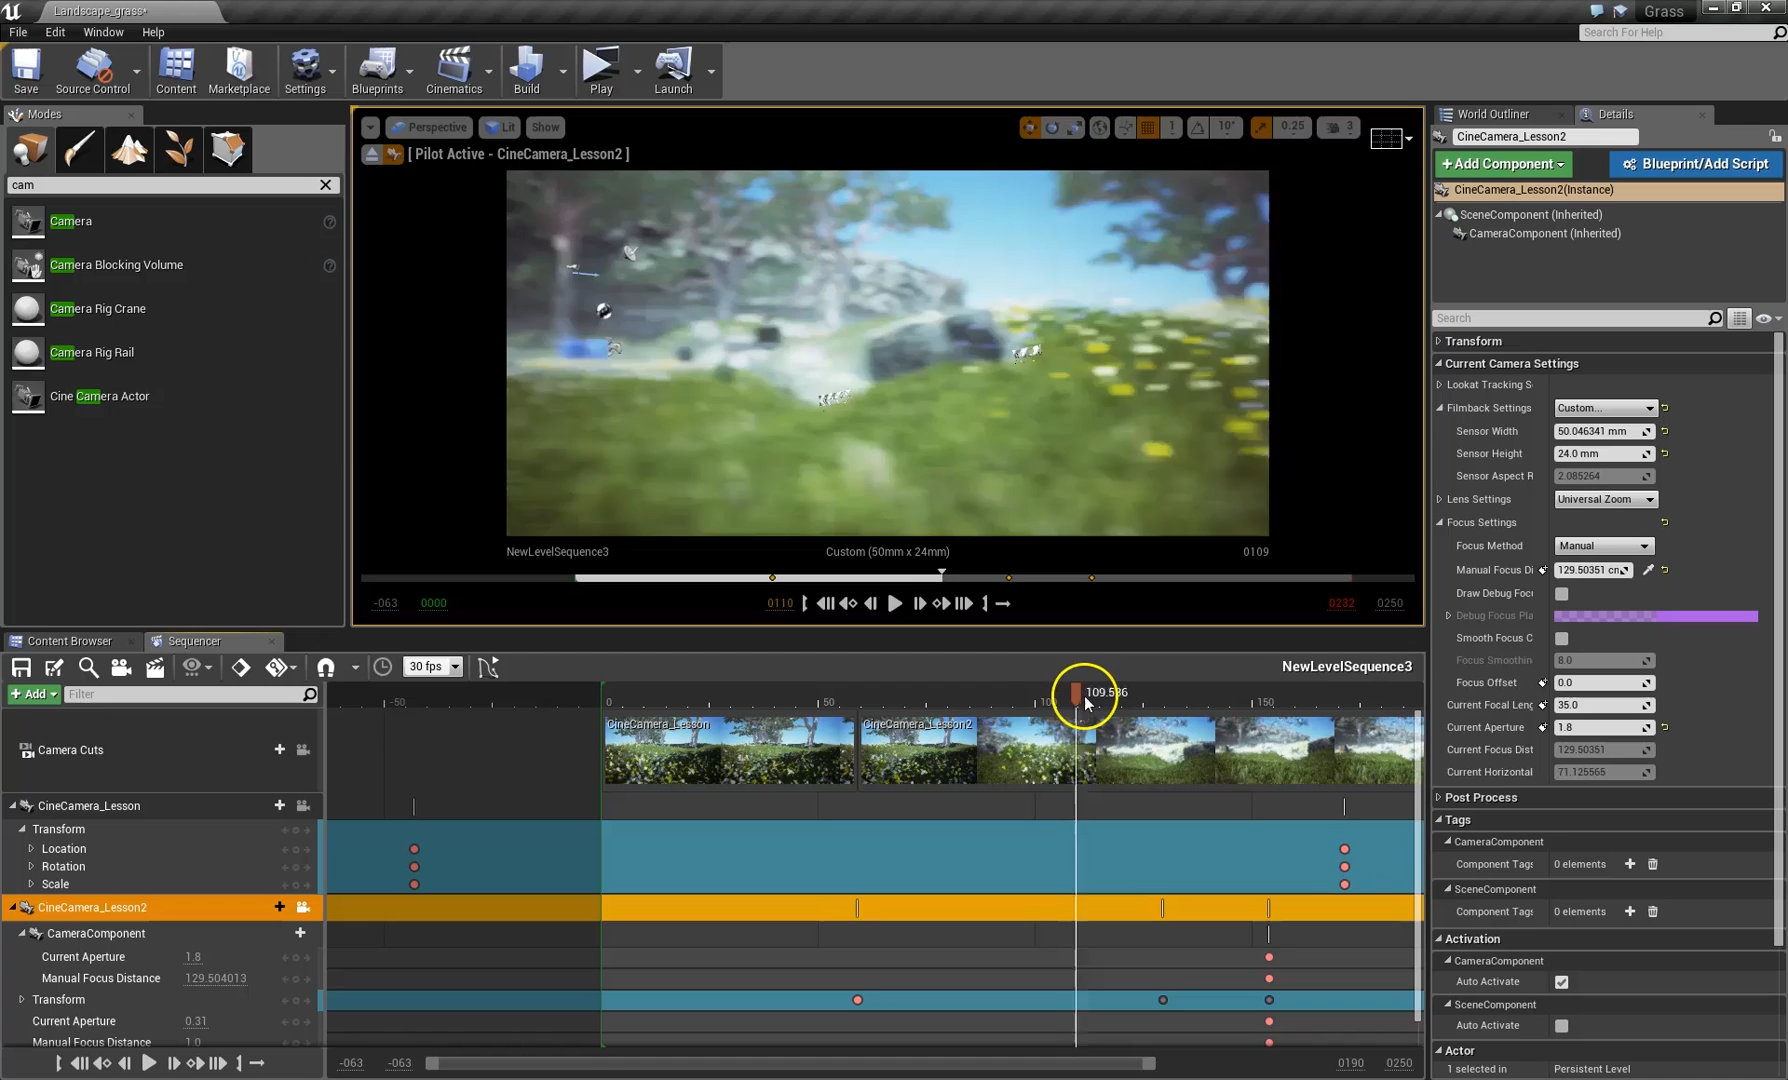 Landscape_grass*
Grass
File Edit Window Help
Search For Help
Save Source Control Content Marketplace Settings Blueprints Cinematics Build Play Launch
Modes
cam
Camera
Camera Blocking Volume
Camera Rig Crane
Camera Rig Rail
Cine Camera Actor
Perspective Lit Show
1 10° 0.25 3
[ Pilot Active - CineCamera_Lesson2 ]
NewLevelSequence3 Custom (50mm x 24mm) 0109
-063 0000 0110 0232 0250
World Outliner Details
CineCamera_Lesson2
+Add Component Blueprint/Add Script
CineCamera_Lesson2(Instance)
SceneComponent (Inherited)
CameraComponent (Inherited)
Search
Transform
Current Camera Settings
Lookat Tracking S
Filmback Settings Custom...
Sensor Width 50.046341 mm
Sensor Height 24.0 mm
Sensor Aspect R 2.085264
Lens Settings Universal Zoom
Focus Settings
Focus Method Manual
Manual Focus Di 129.50351 cm
Draw Debug Focu
Debug Focus Pla
Smooth Focus C
Focus Smoothin 8.0
Focus Offset 0.0
Current Focal Leng 35.0
Current Aperture 1.8
Current Focus Dist 129.50351
Current Horizontal 71.125565
Post Process
Tags
CameraComponent
Component Tags 0 elements
SceneComponent
Component Tags 0 elements
Activation
CameraComponent
Auto Activate
SceneComponent
Auto Activate
Actor
1 selected in Persistent Level
Content Browser Sequencer
30 fps
NewLevelSequence3
+ Add Filter
-50 0 50 100 109.536 150
Camera Cuts
CineCamera_Lesson CineCamera_Lesson2
CineCamera_Lesson
Transform
Location
Rotation
Scale
CineCamera_Lesson2
CameraComponent
Current Aperture 1.8
Manual Focus Distance 129.504013
Transform
Current Aperture 0.31
Manual Focus Distance 1.0
-063 -063 0190 0250